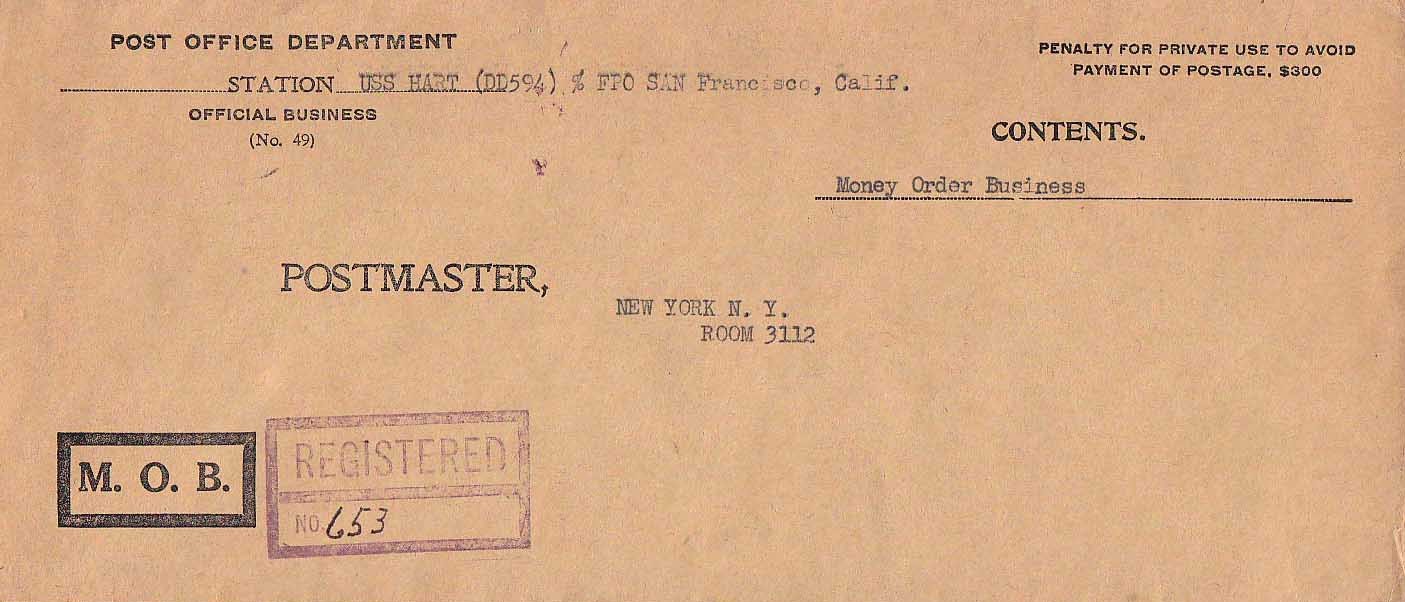 POST OFFICE DEPARTMENT
STATION USS HART (DD594) % FPO SAN Francisco, Calif.
OFFICIAL BUSINESS
(No. 49)
PENALTY FOR PRIVATE USE TO AVOID
PAYMENT OF POSTAGE, $300
CONTENTS.
Money Order Business
POSTMASTER,
NEW YORK N. Y.
ROOM 3112
M. O. B.
REGISTERED
NO. 653